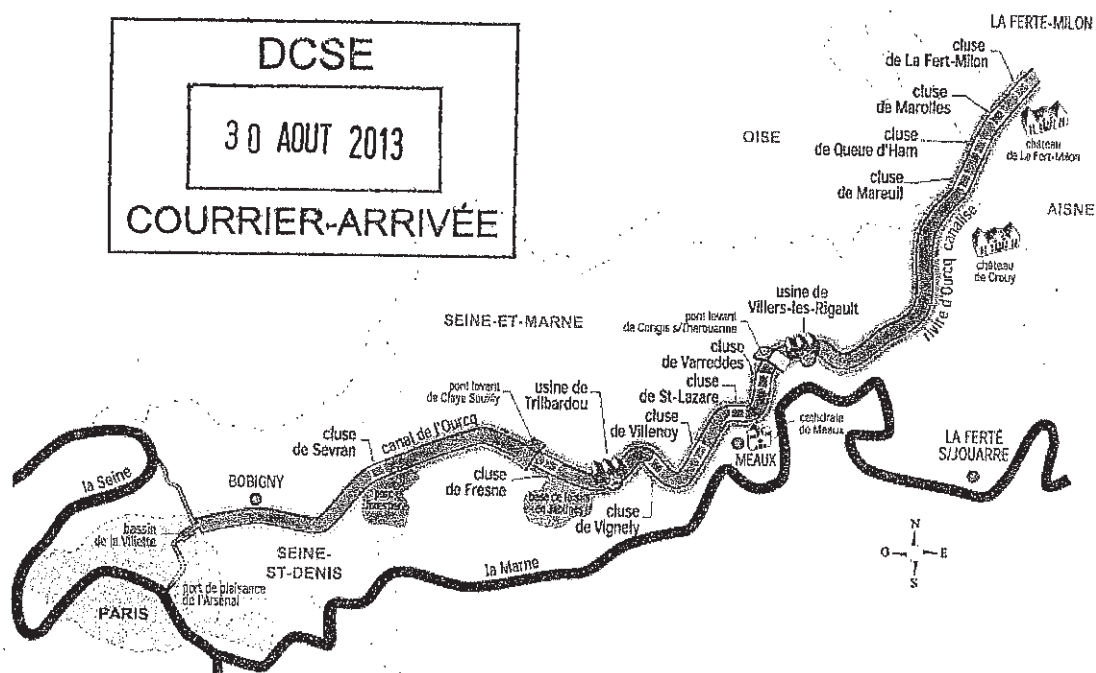 DCSE
30 AOUT 2013
COURRIER-ARRIVÉE
LA FERTE-MILON
cluse
de La Fert-Milon
cluse
de Marolles
OISE
cluse
de Queue d'Ham
château
de La Fert-Milon
cluse
de Mareuil
AISNE
rivire d'Ourcq canalise
château
de Crouy
usine de
Villers-les-Rigault
SEINE-ET-MARNE
pont levant
de Congis s/Therouanne
cluse
de Varreddes
cluse
de St-Lazare
pont levant
de Claye Souilly
usine de
Trilbardou
cluse
de Villenoy
cathdrale
de Meaux
MEAUX
LA FERTÉ
S/JOUARRE
cluse
de Sevran
canal de l'Ourcq
cluse
de Fresne
cluse
de Vignely
la Seine
BOBIGNY
bassin
de la Villette
SEINE-
ST-DENIS
la Marne
port de plaisance
de l'Arsenal
PARIS
N
O
E
S